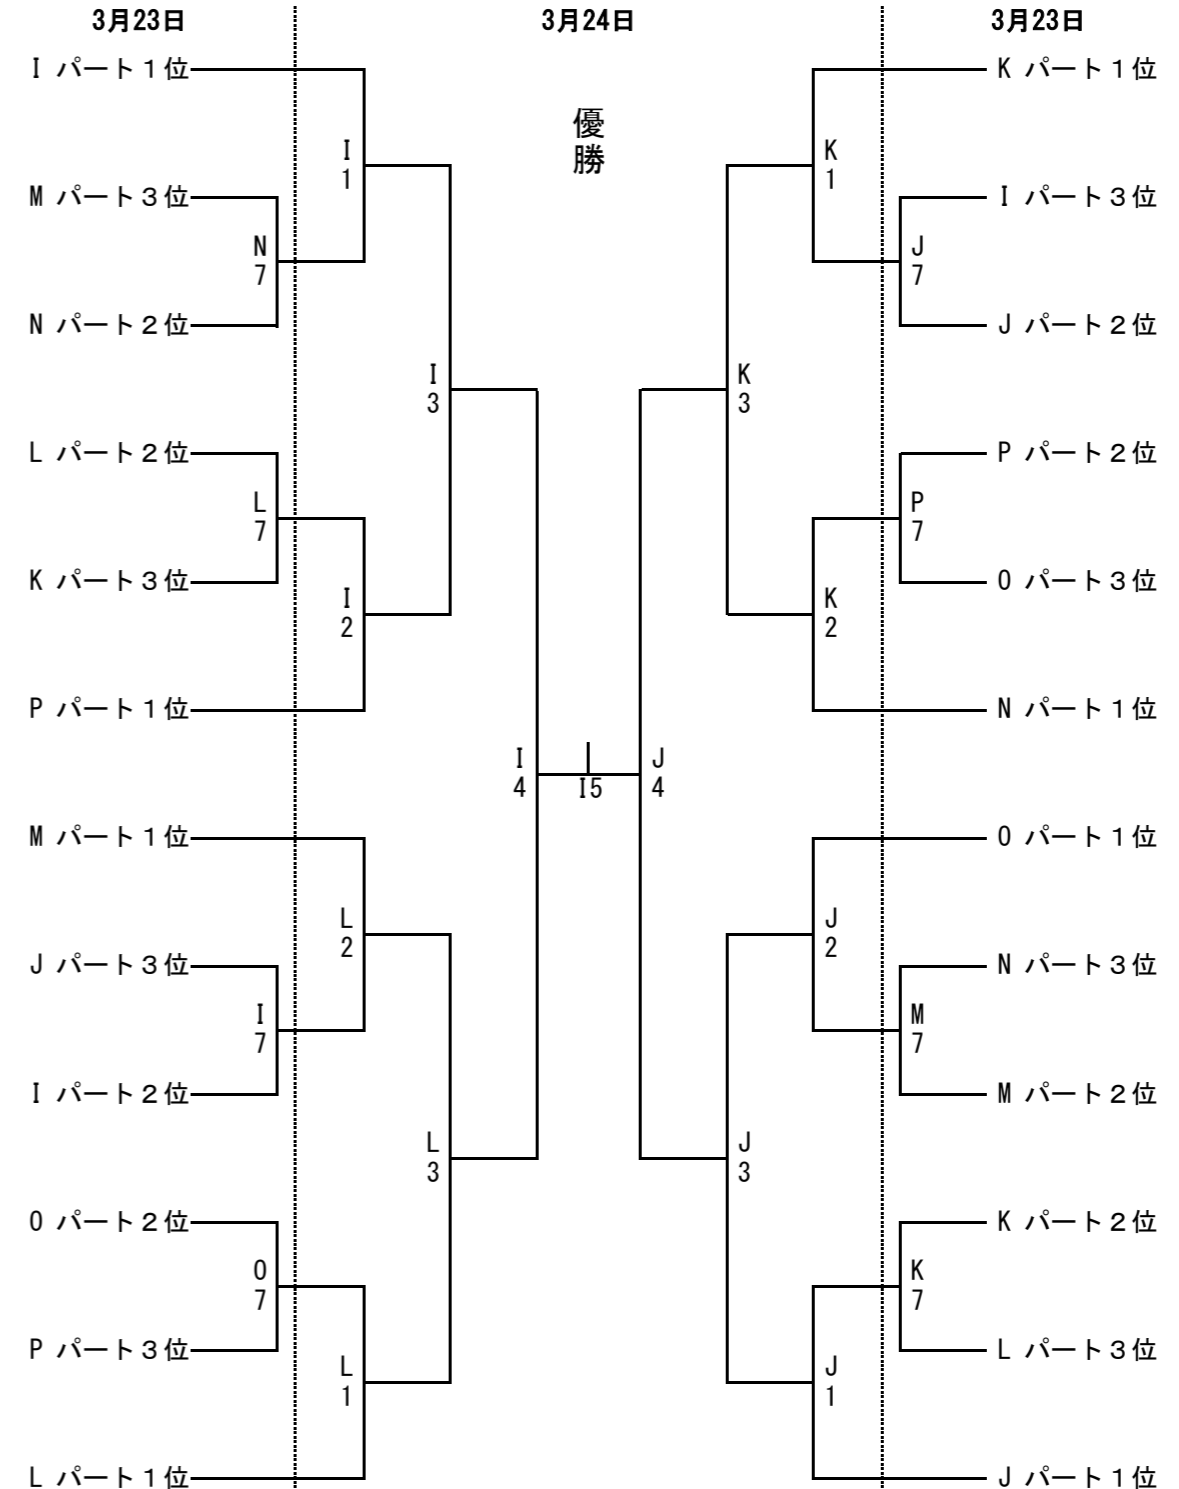 3月23日 3月24日 3月23日
I パート１位 K パート１位
優
勝
I
1
K
1
M パート３位 I パート３位
N
7
J
7
N パート２位 J パート２位
I
3
K
3
L パート２位 P パート２位
L
7
P
7
K パート３位 O パート３位
I
2
K
2
P パート１位 N パート１位
I
4
I5
J
4
M パート１位 O パート１位
L
2
J
2
J パート３位 N パート３位
I
7
M
7
I パート２位 M パート２位
L
3
J
3
O パート２位 K パート２位
O
7
K
7
P パート３位 L パート３位
L
1
J
1
L パート１位 J パート１位